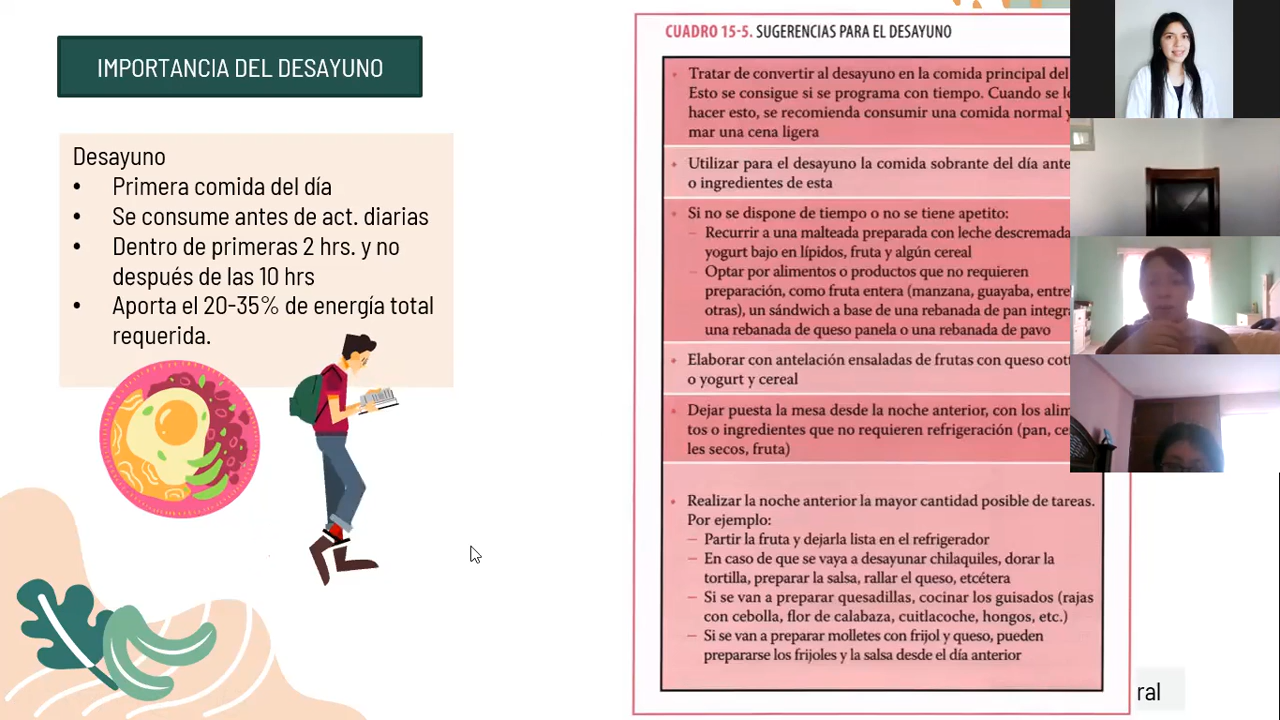 IMPORTANCIA DEL DESAYUNO
Desayuno
• Primera comida del día
• Se consume antes de act. diarias
• Dentro de primeras 2 hrs. y no
después de las 10 hrs
• Aporta el 20-35% de energía total
requerida.
CUADRO 15-5. SUGERENCIAS PARA EL DESAYUNO
• Tratar de convertir al desayuno en la comida principal del
Esto se consigue si se programa con tiempo. Cuando se
hacer esto, se recomienda consumir una comida normal
mar una cena ligera
• Utilizar para el desayuno la comida sobrante del día
o ingredientes de esta
• Si no se dispone de tiempo o no se tiene apetito:
– Recurrir a una malteada preparada con leche descremada
yogurt bajo en lípidos, fruta y algún cereal
– Optar por alimentos o productos que no requieren
preparación, como fruta entera (manzana, guayaba, entre
otras), un sándwich a base de una rebanada de pan
una rebanada de queso panela o una rebanada de pavo
• Elaborar con antelación ensaladas de frutas con queso
o yogurt y cereal
• Dejar puesta la mesa desde la noche anterior, con los
tos o ingredientes que no requieren refrigeración (pan,
les secos, fruta)
• Realizar la noche anterior la mayor cantidad posible de tareas.
Por ejemplo:
– Partir la fruta y dejarla lista en el refrigerador
– En caso de que se vaya a desayunar chilaquiles, dorar la
tortilla, preparar la salsa, rallar el queso, etcétera
– Si se van a preparar quesadillas, cocinar los guisados (rajas
con cebolla, flor de calabaza, cuitlacoche, hongos, etc.)
– Si se van a preparar molletes con frijol y queso, pueden
prepararse los frijoles y la salsa desde el día anterior
ral